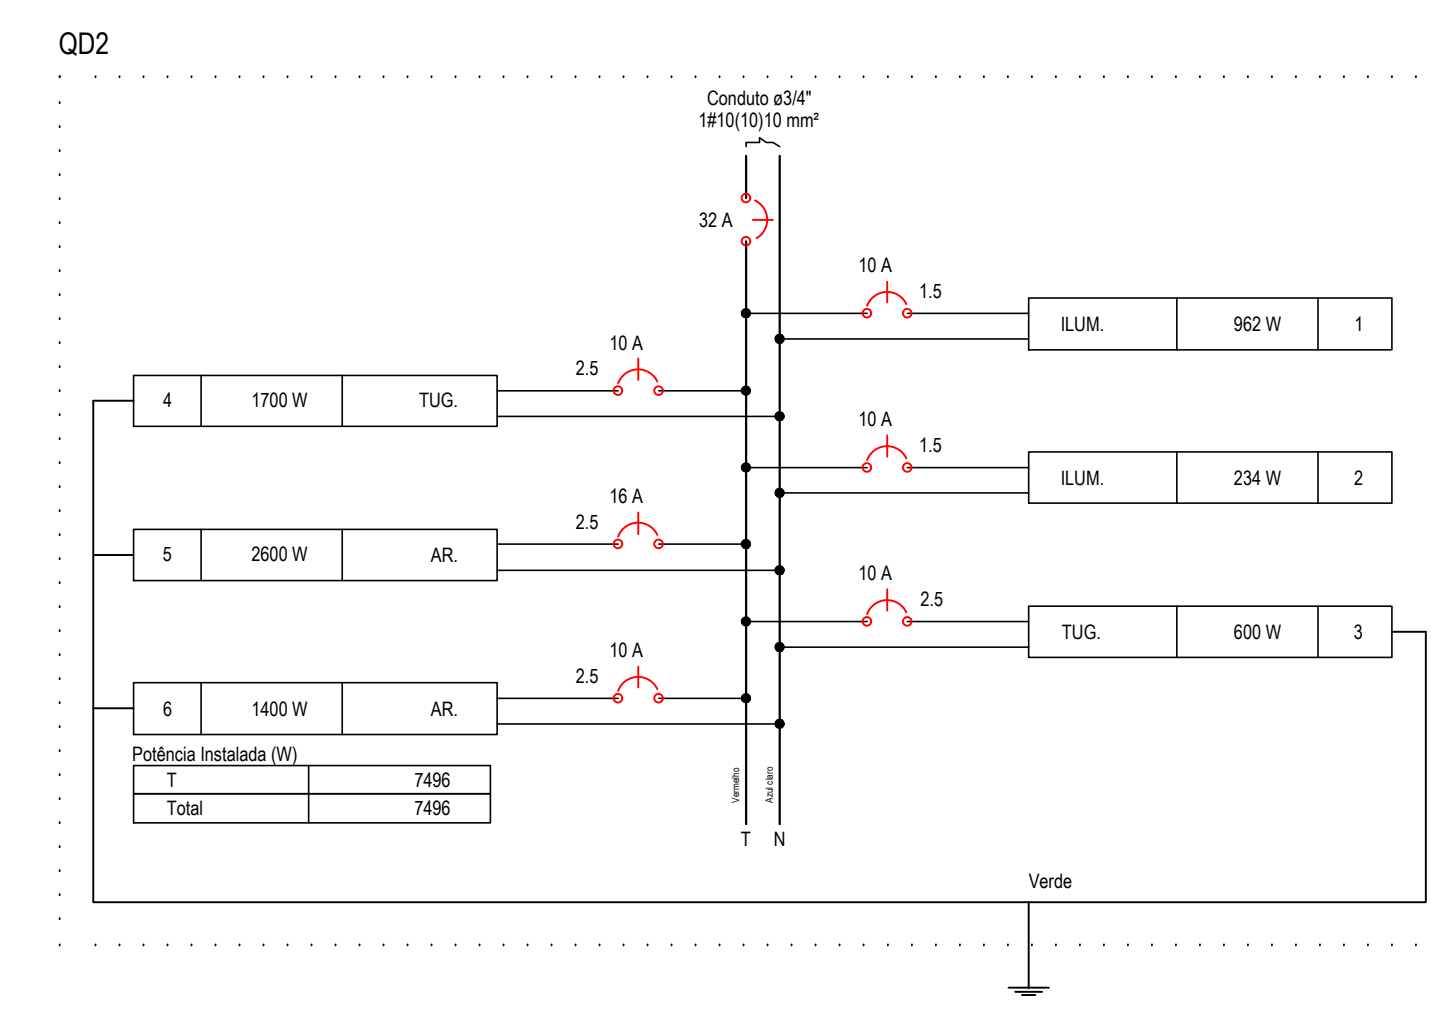 QD2
Conduto ø3/4"
1#10(10)10 mm²
32 A
10 A
1.5
ILUM. 962 W 1
10 A
2.5
4 1700 W TUG.
10 A
1.5
ILUM. 234 W 2
16 A
2.5
5 2600 W AR.
10 A
2.5
TUG. 600 W 3
10 A
2.5
6 1400 W AR.
Potência Instalada (W)
T 7496
Total 7496
Vermelho
Azul claro
T N
Verde